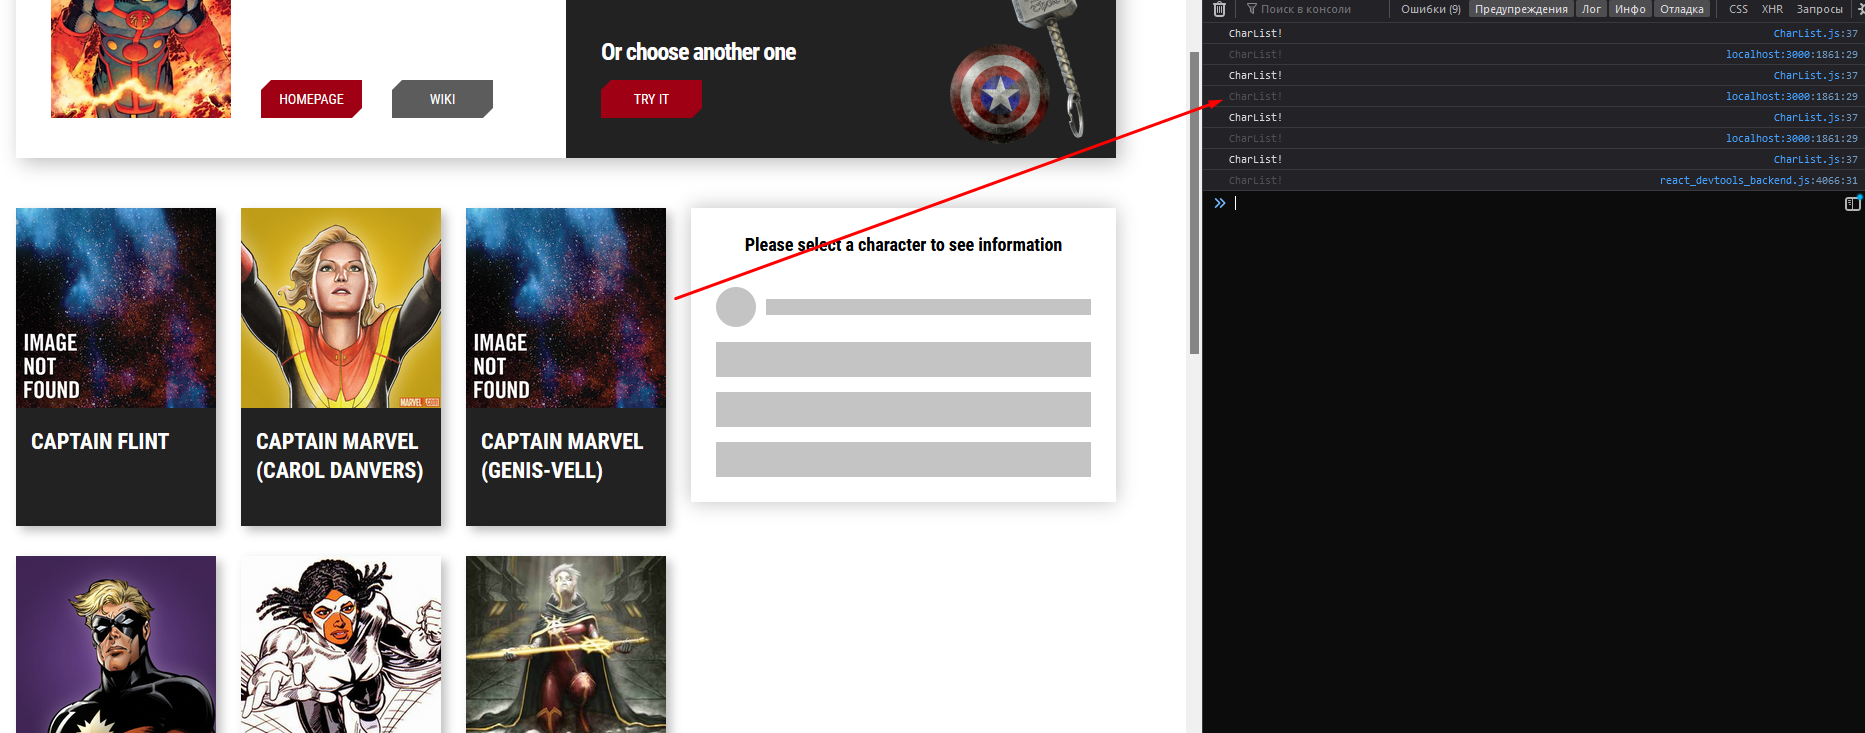 Or choose another one
HOMEPAGE
WIKI
TRY IT
Please select a character to see information
IMAGE
NOT
FOUND
MARVEL.COM
IMAGE
NOT
FOUND
CAPTAIN FLINT
CAPTAIN MARVEL
(CAROL DANVERS)
CAPTAIN MARVEL
(GENIS-VELL)
Поиск в консоли
Ошибки (9)
Предупреждения
Лог
Инфо
Отладка
CSS
XHR
Запросы
CharList! CharList.js:37
CharList! localhost:3000:1861:29
CharList! CharList.js:37
CharList! localhost:3000:1861:29
CharList! CharList.js:37
CharList! localhost:3000:1861:29
CharList! CharList.js:37
CharList! react_devtools_backend.js:4066:31